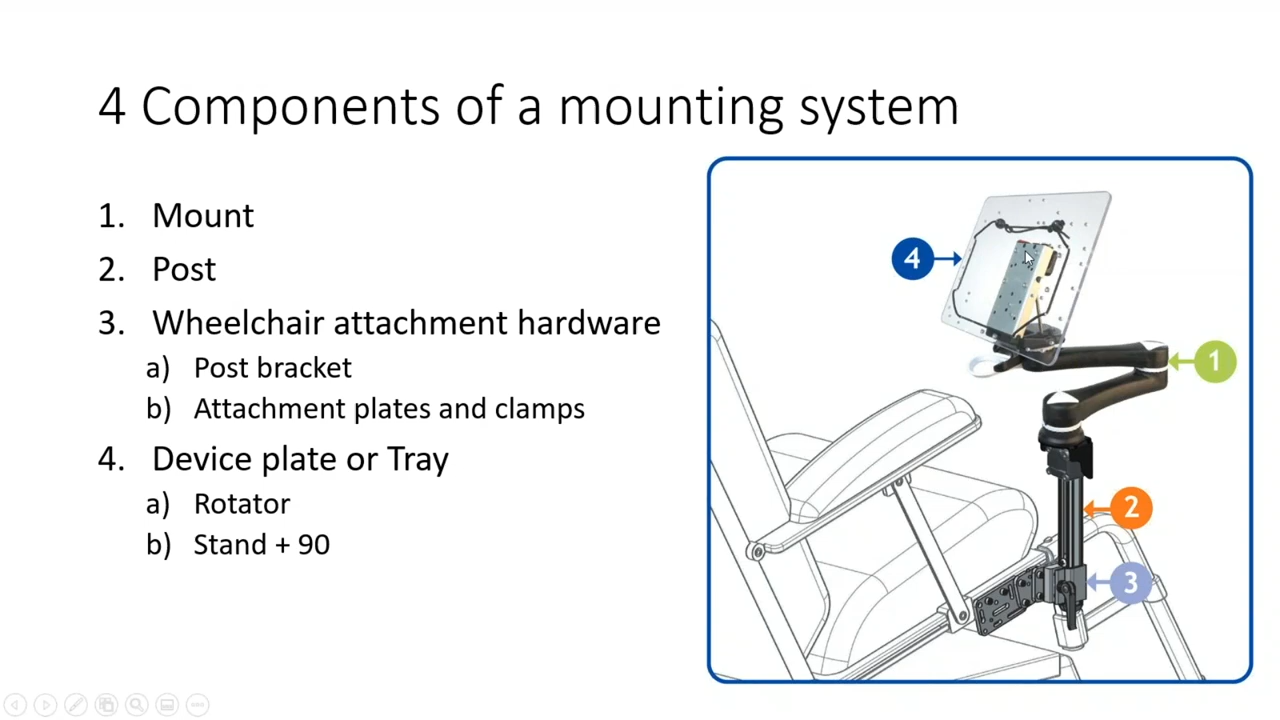 4 Components of a mounting system
1. Mount
2. Post
3. Wheelchair attachment hardware
a) Post bracket
b) Attachment plates and clamps
4. Device plate or Tray
a) Rotator
b) Stand + 90
4
1
2
3